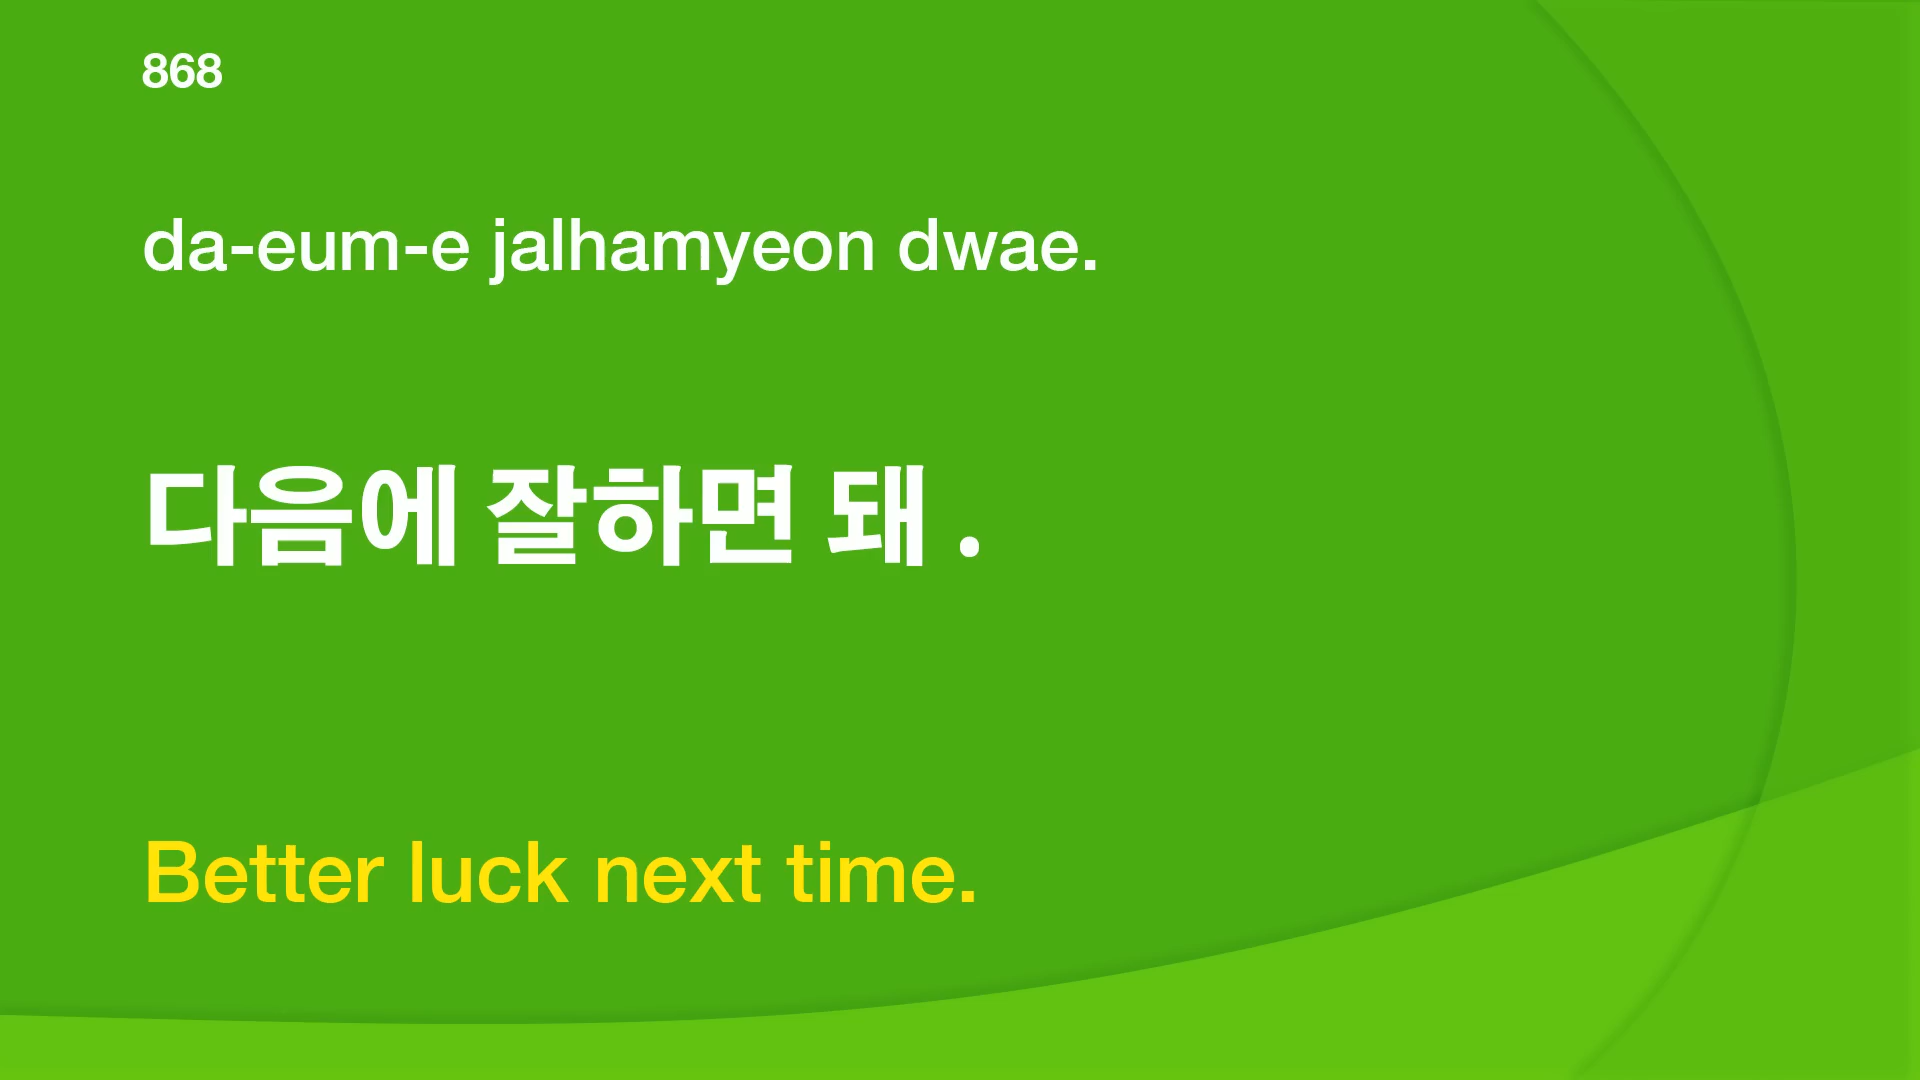 868
da-eum-e jalhamyeon dwae.
다음에 잘하면 돼 .
Better luck next time.